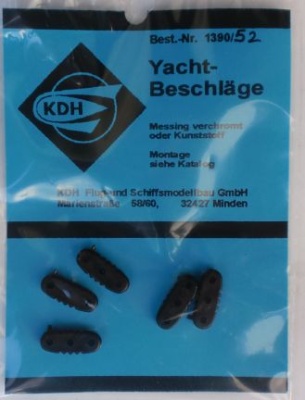 Best.-Nr. 1390/52
KDH
Yacht-
Beschläge
Messing verchromt
oder Kunststoff
Montage
siehe Katalog
KDH Flug-und Schiffsmodellbau GmbH
Marienstraße 58/60, 32427 Minden